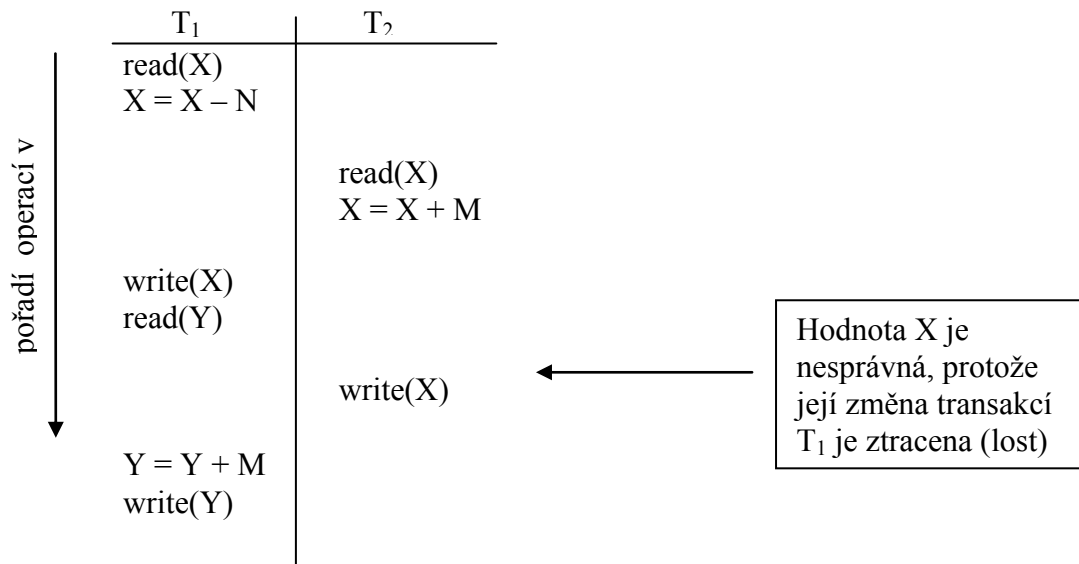 T₁ T₂
read(X)
X = X – N
read(X)
X = X + M
write(X)
read(Y)
write(X)
Y = Y + M
write(Y)
pořadí operací v
Hodnota X je
nesprávná, protože
její změna transakcí
T₁ je ztracena (lost)